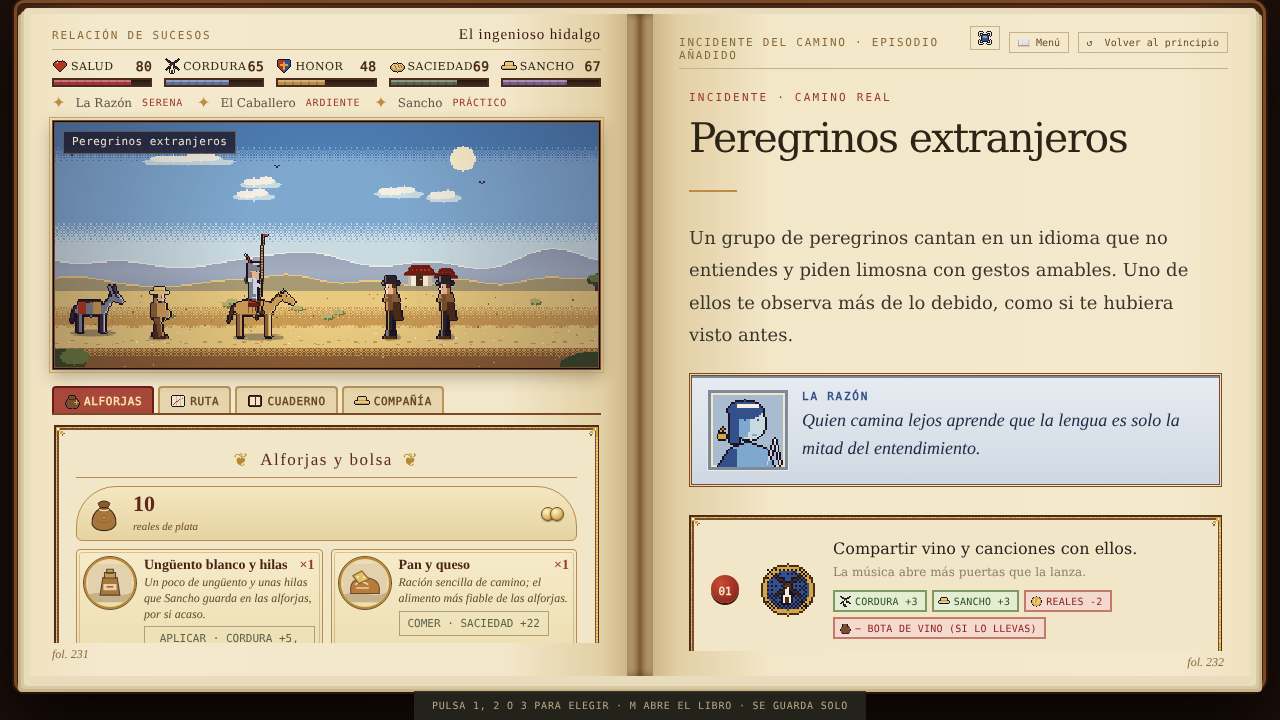 RELACIÓN DE SUCESOS
El ingenioso hidalgo
SALUD 80
CORDURA 65
HONOR 48
SACIEDAD 69
SANCHO 67
La Razón SERENA
El Caballero ARDIENTE
Sancho PRÁCTICO
Peregrinos extranjeros
ALFORJAS
RUTA
CUADERNO
COMPAÑÍA
Alforjas y bolsa
10
reales de plata
Ungüento blanco y hilas ×1
Un poco de ungüento y unas hilas
que Sancho guarda en las alforjas,
por si acaso.
APLICAR · CORDURA +5,
Pan y queso ×1
Ración sencilla de camino; el
alimento más fiable de las alforjas.
COMER · SACIEDAD +22
fol. 231
INCIDENTE DEL CAMINO · EPISODIO
AÑADIDO
Menú
↺ Volver al principio
INCIDENTE · CAMINO REAL
Peregrinos extranjeros
Un grupo de peregrinos cantan en un idioma que no
entiendes y piden limosna con gestos amables. Uno de
ellos te observa más de lo debido, como si te hubiera
visto antes.
LA RAZÓN
Quien camina lejos aprende que la lengua es solo la
mitad del entendimiento.
01
Compartir vino y canciones con ellos.
La música abre más puertas que la lanza.
CORDURA +3
SANCHO +3
REALES -2
− BOTA DE VINO (SI LO LLEVAS)
fol. 232
PULSA 1, 2 O 3 PARA ELEGIR · M ABRE EL LIBRO · SE GUARDA SOLO